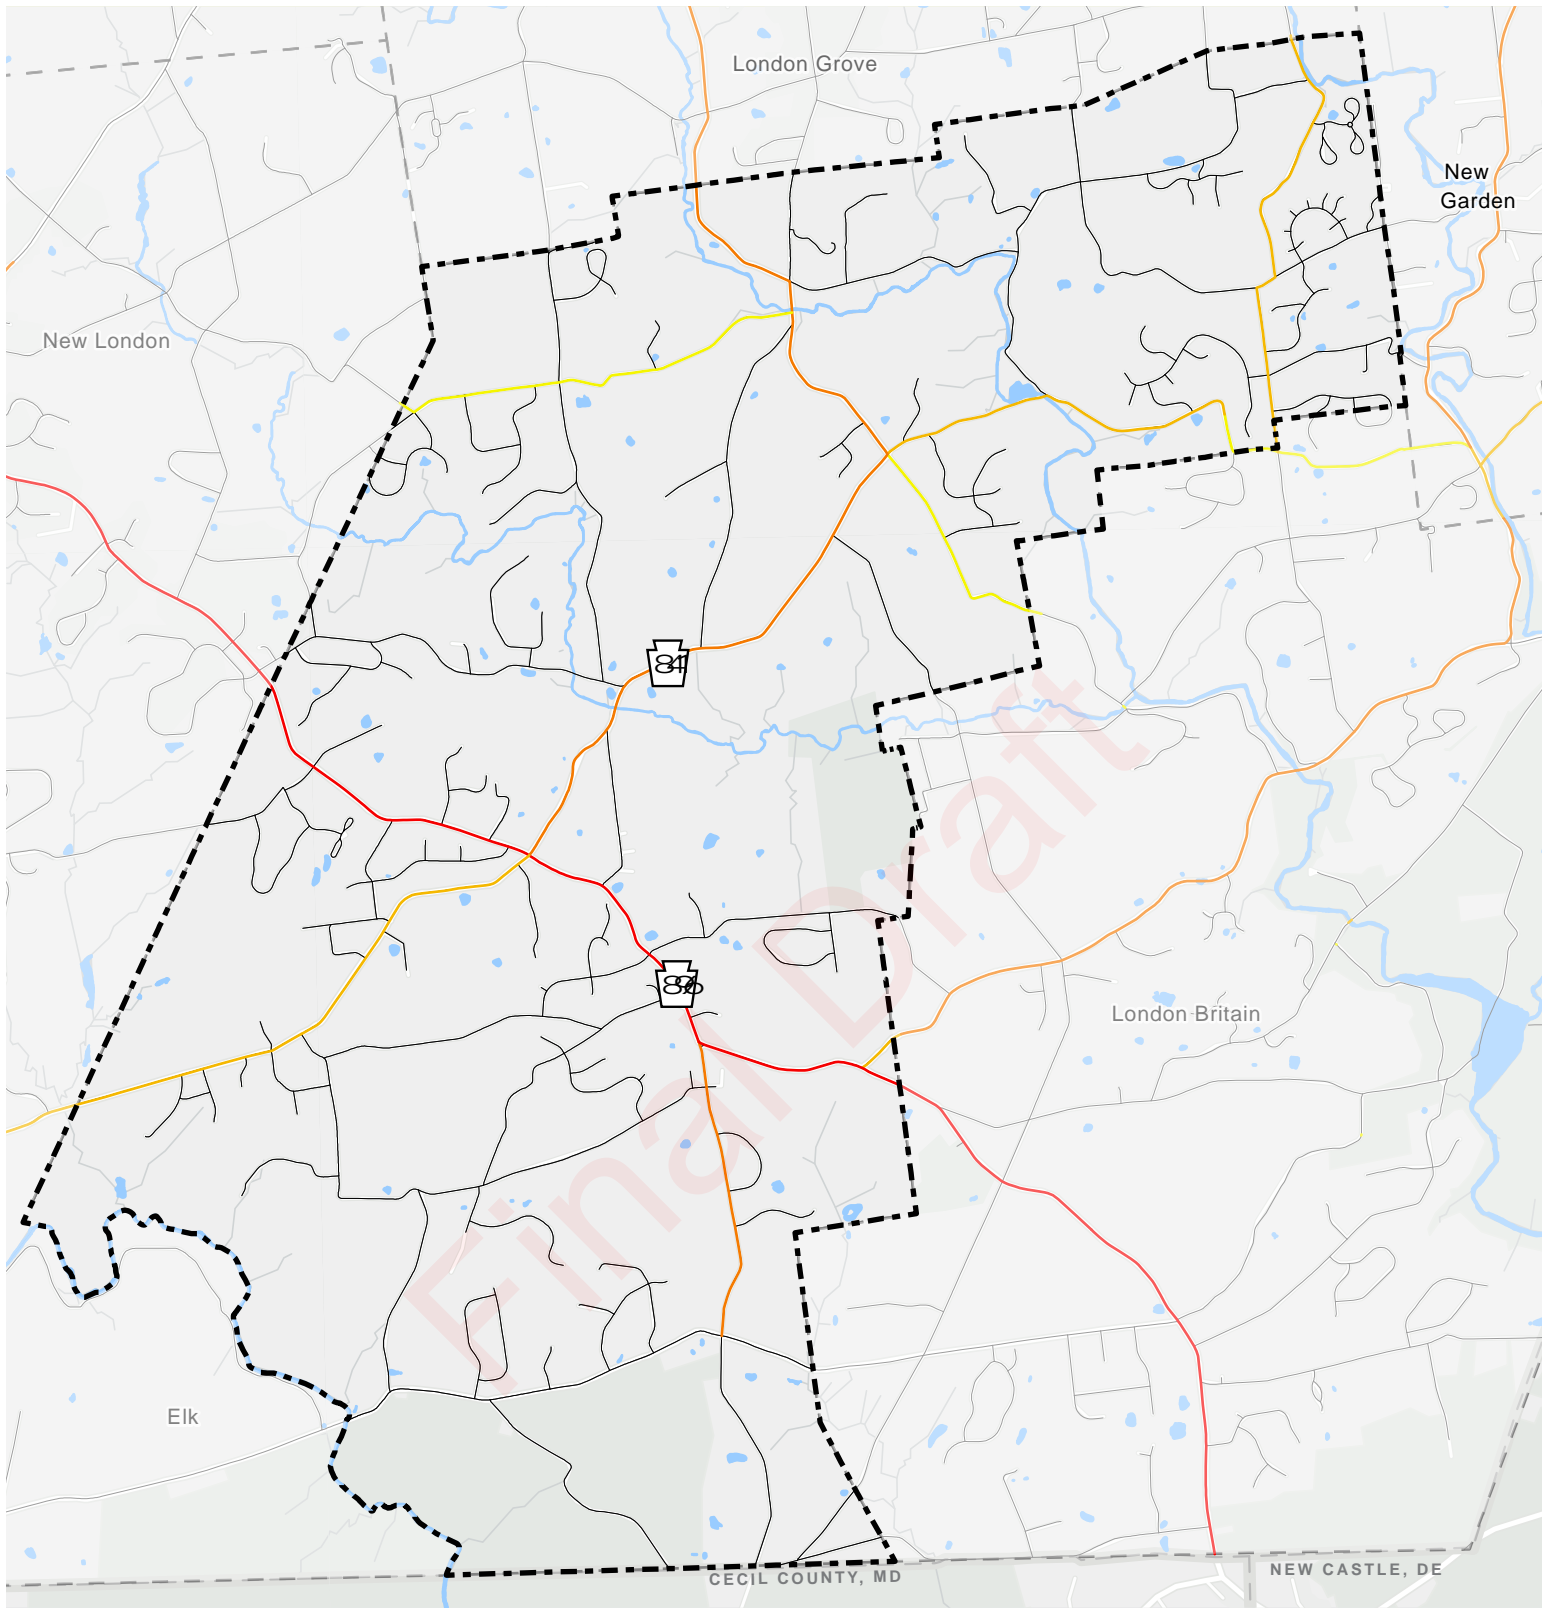 London Grove
New
Garden
New London
841
896
Final Draft
London Britain
Elk
CECIL COUNTY, MD
NEW CASTLE, DE